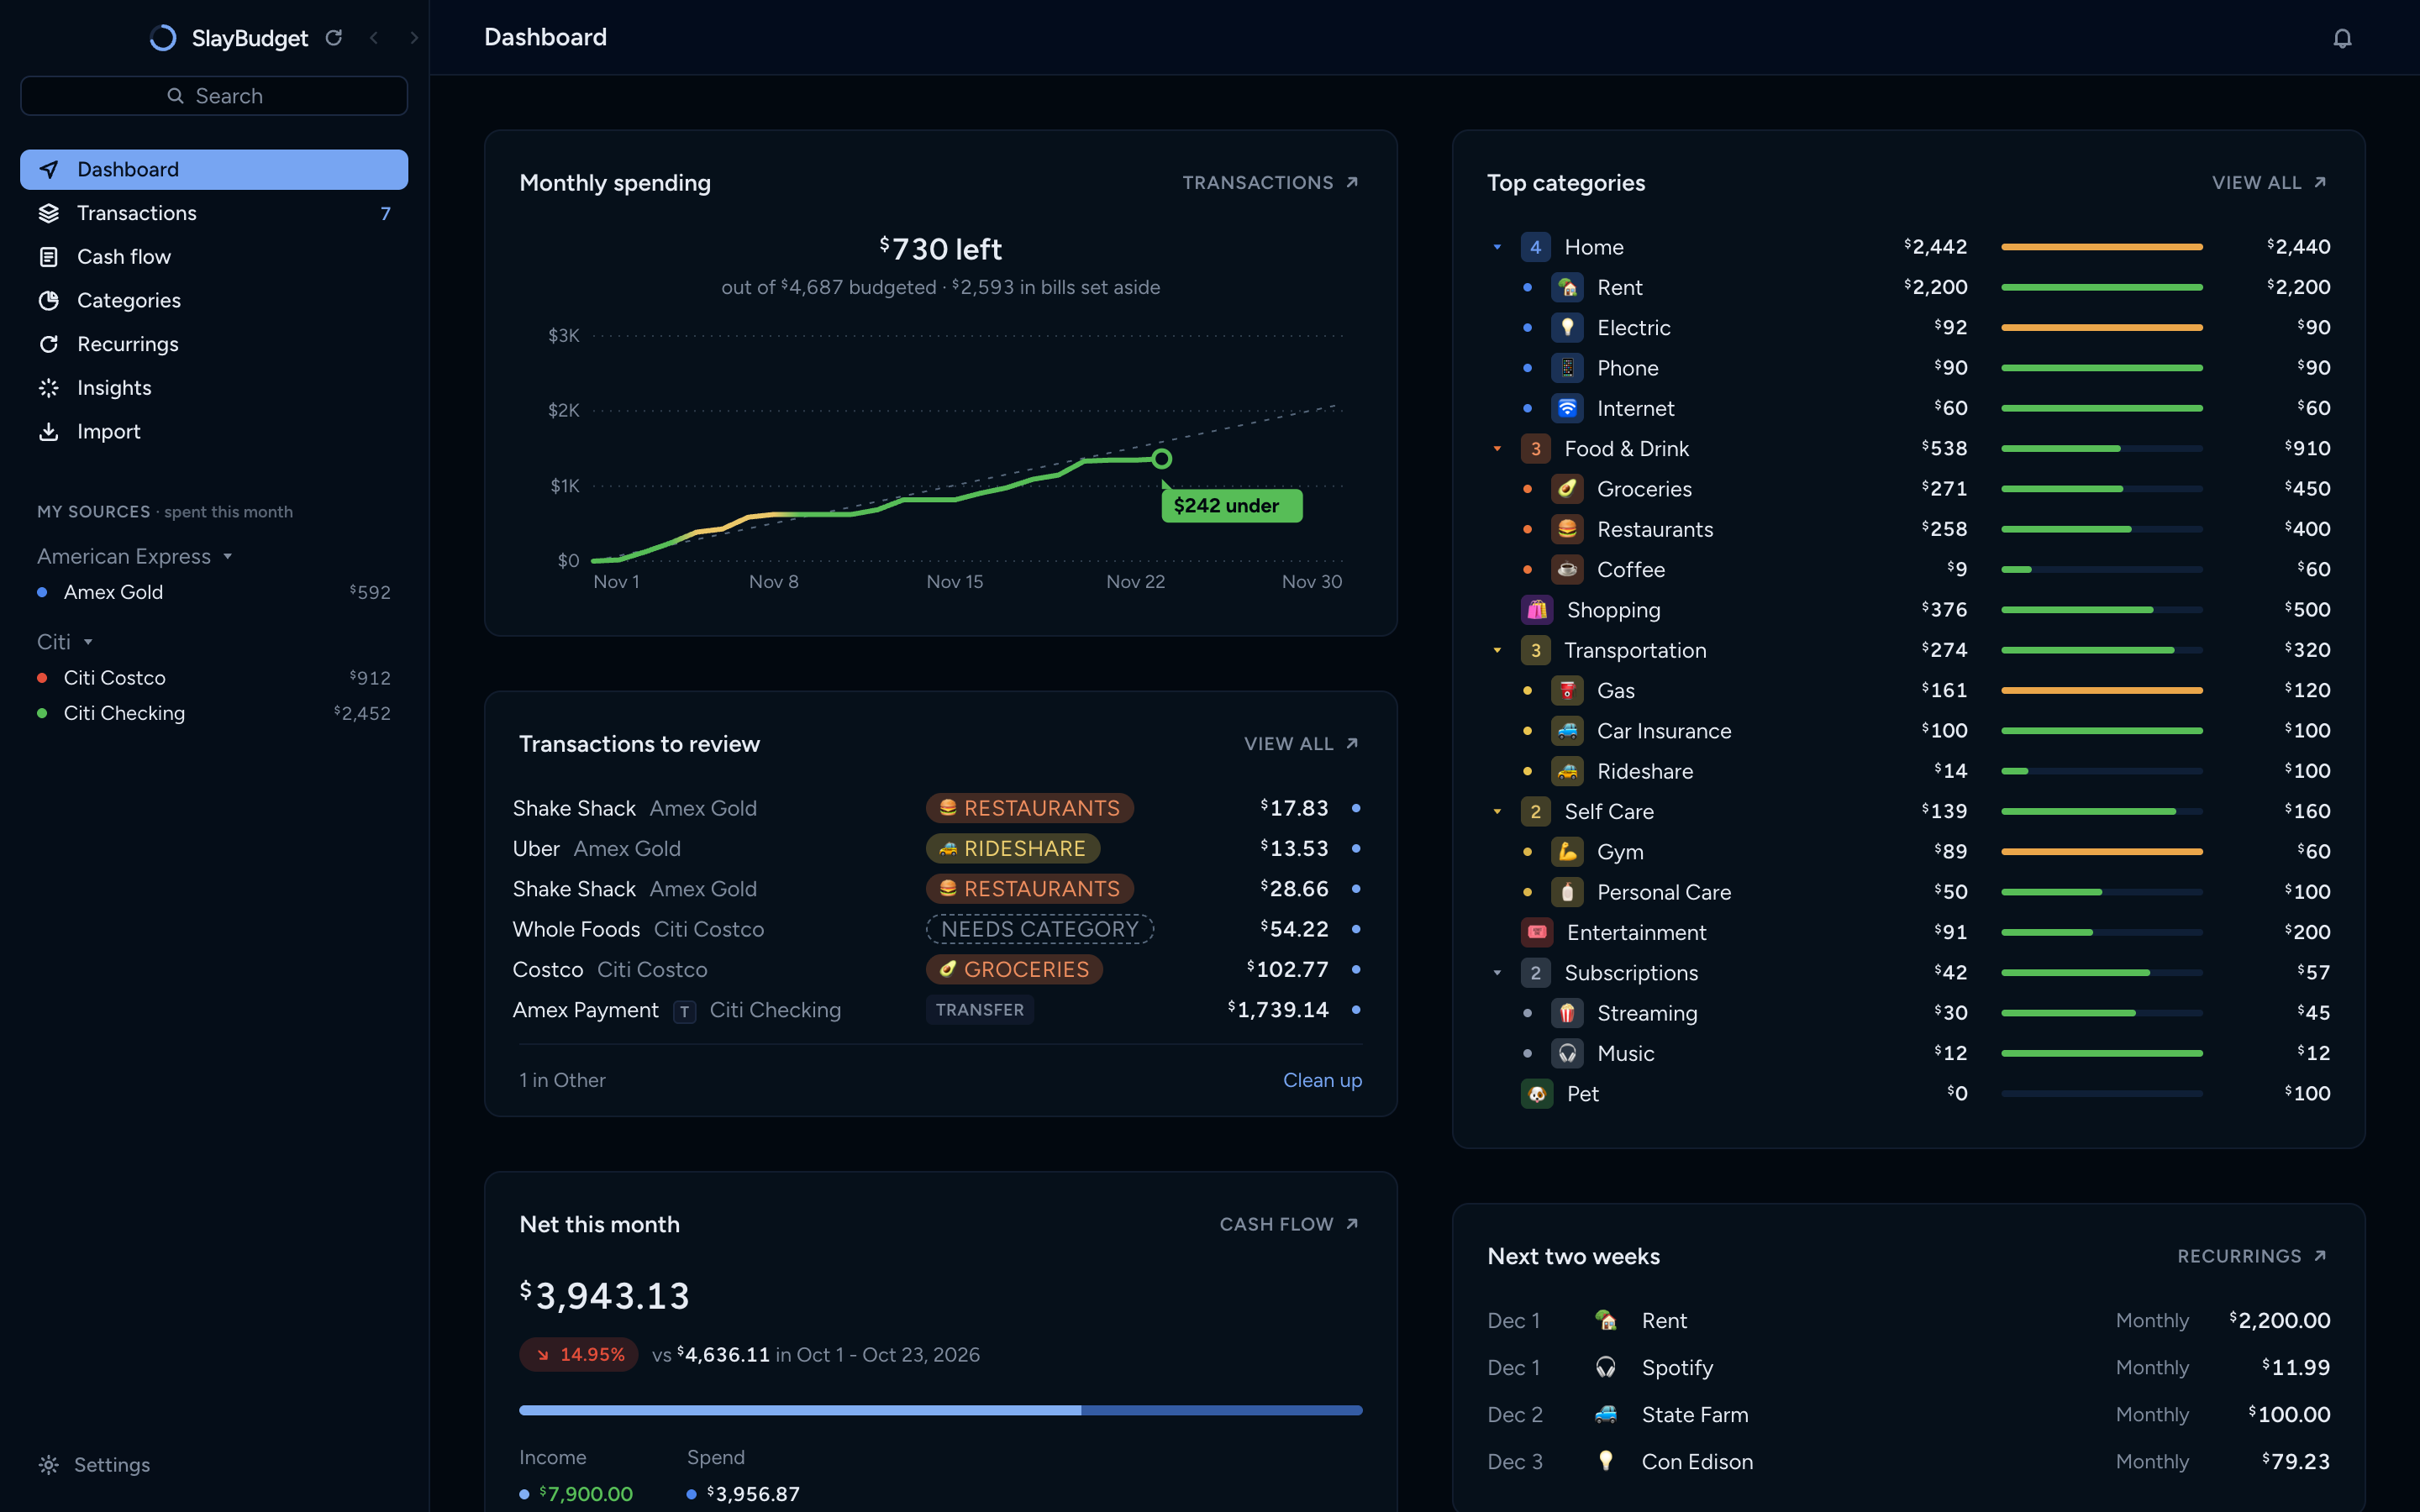 SlayBudget
Search
Dashboard
Transactions 7
Cash flow
Categories
Recurrings
Insights
Import
MY SOURCES · spent this month
American Express
Amex Gold $592
Citi
Citi Costco $912
Citi Checking $2,452
Settings
Dashboard
Monthly spending TRANSACTIONS
$730 left
out of $4,687 budgeted · $2,593 in bills set aside
$3K
$2K
$1K
$0
$242 under
Nov 1 Nov 8 Nov 15 Nov 22 Nov 30
Transactions to review VIEW ALL
Shake Shack Amex Gold RESTAURANTS $17.83
Uber Amex Gold RIDESHARE $13.53
Shake Shack Amex Gold RESTAURANTS $28.66
Whole Foods Citi Costco NEEDS CATEGORY $54.22
Costco Citi Costco GROCERIES $102.77
Amex Payment T Citi Checking TRANSFER $1,739.14
1 in Other Clean up
Net this month CASH FLOW
$3,943.13
14.95% vs $4,636.11 in Oct 1 - Oct 23, 2026
Income Spend
$7,900.00 $3,956.87
Top categories VIEW ALL
4 Home $2,442 $2,440
Rent $2,200 $2,200
Electric $92 $90
Phone $90 $90
Internet $60 $60
3 Food & Drink $538 $910
Groceries $271 $450
Restaurants $258 $400
Coffee $9 $60
Shopping $376 $500
3 Transportation $274 $320
Gas $161 $120
Car Insurance $100 $100
Rideshare $14 $100
2 Self Care $139 $160
Gym $89 $60
Personal Care $50 $100
Entertainment $91 $200
2 Subscriptions $42 $57
Streaming $30 $45
Music $12 $12
Pet $0 $100
Next two weeks RECURRINGS
Dec 1 Rent Monthly $2,200.00
Dec 1 Spotify Monthly $11.99
Dec 2 State Farm Monthly $100.00
Dec 3 Con Edison Monthly $79.23